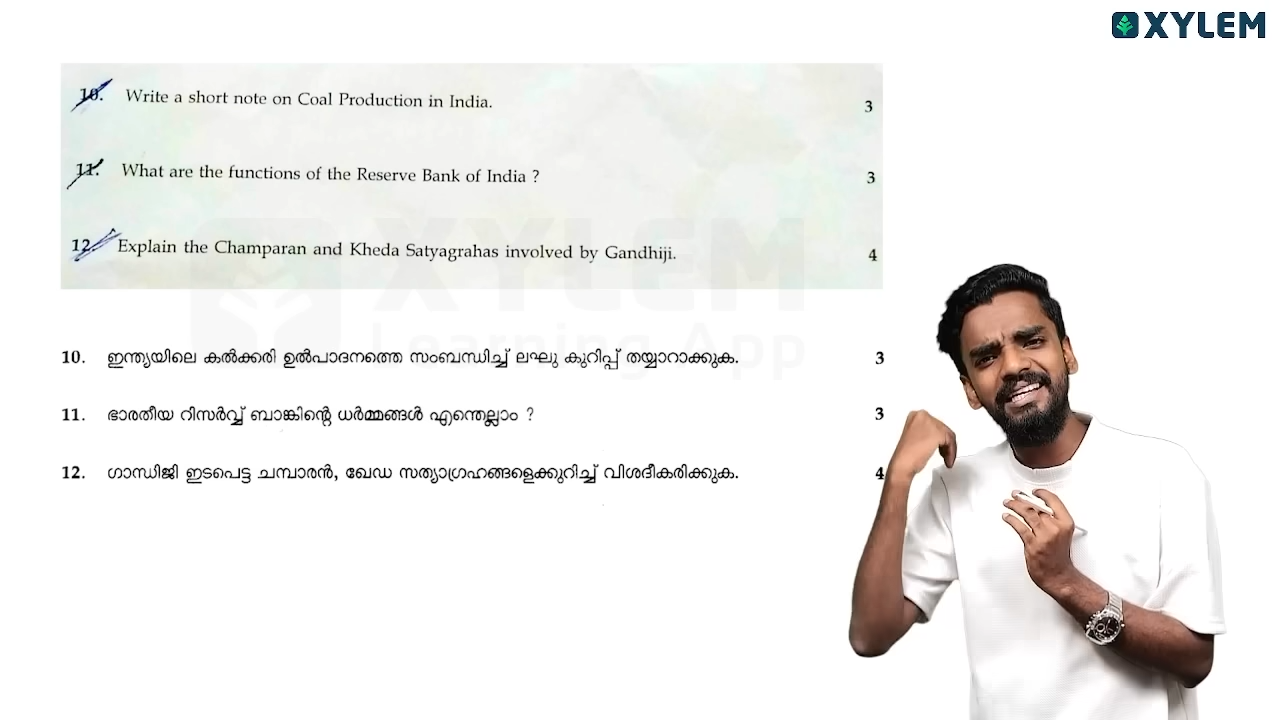 XYLEM
10. Write a short note on Coal Production in India. 3
11. What are the functions of the Reserve Bank of India ? 3
12. Explain the Champaran and Kheda Satyagrahas involved by Gandhiji. 4
XYLEM
Learning App
10. ഇന്ത്യയിലെ കൽക്കരി ഉൽപാദനത്തെ സംബന്ധിച്ച് ലഘു കുറിപ്പ് തയ്യാറാക്കുക. 3
11. ഭാരതീയ റിസർവ്വ് ബാങ്കിന്റെ ധർമ്മങ്ങൾ എന്തെല്ലാം ? 3
12. ഗാന്ധിജി ഇടപെട്ട ചമ്പാരൻ, ഖേഡ സത്യാഗ്രഹങ്ങളെക്കുറിച്ച് വിശദീകരിക്കുക. 4